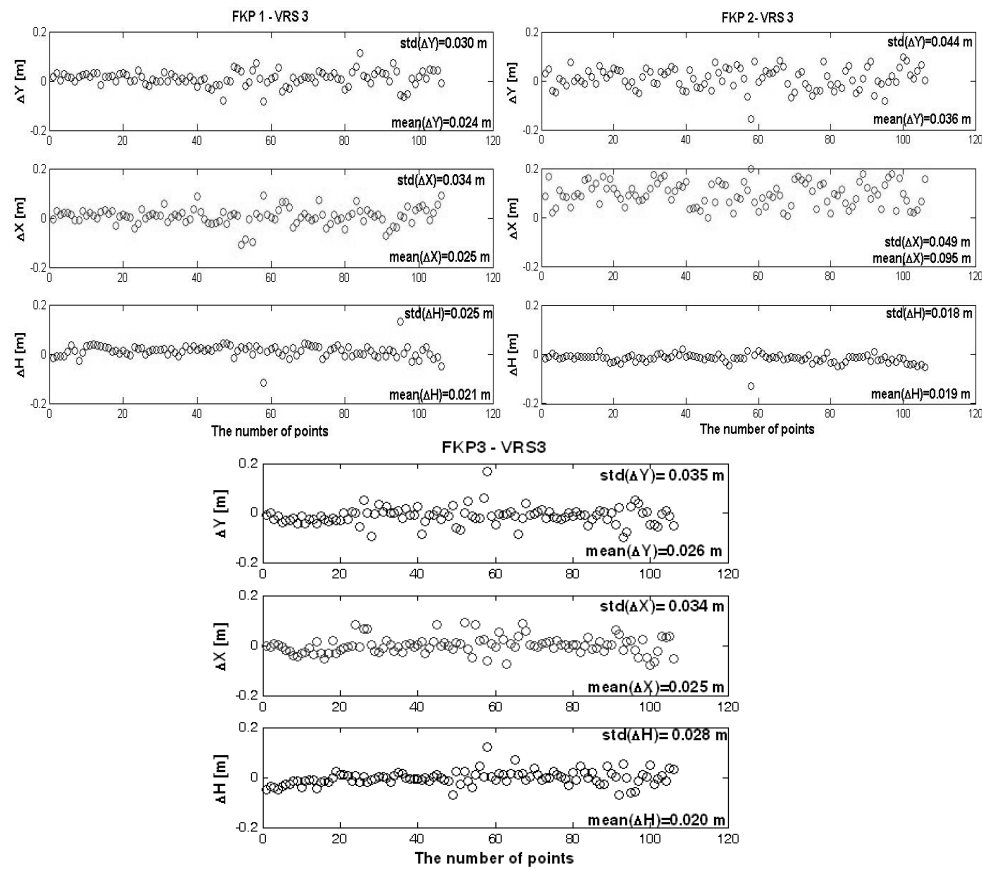 FKP 1 - VRS 3
0.2
std(ΔY)=0.030 m
ΔY [m]
0
mean(ΔY)=0.024 m
-0.2
0 20 40 60 80 100 120
0.2
std(ΔX)=0.034 m
ΔX [m]
0
mean(ΔX)=0.025 m
-0.2
0 20 40 60 80 100 120
0.2
std(ΔH)=0.025 m
ΔH [m]
0
mean(ΔH)=0.021 m
-0.2
0 20 40 60 80 100 120
The number of points
FKP 2- VRS 3
0.2
std(ΔY)=0.044 m
ΔY [m]
0
mean(ΔY)=0.036 m
-0.2
0 20 40 60 80 100 120
0.2
ΔX [m]
0
std(ΔX)=0.049 m
mean(ΔX)=0.095 m
-0.2
0 20 40 60 80 100 120
0.2
std(ΔH)=0.018 m
ΔH [m]
0
mean(ΔH)=0.019 m
-0.2
0 20 40 60 80 100 120
The number of points
FKP3 - VRS3
0.2
std(ΔY)= 0.035 m
ΔY [m]
0
mean(ΔY)=0.026 m
-0.2
0 20 40 60 80 100 120
0.2
std(ΔX)= 0.034 m
ΔX [m]
0
mean(ΔX)=0.025 m
-0.2
0 20 40 60 80 100 120
0.2
std(ΔH)= 0.028 m
ΔH [m]
0
mean(ΔH)=0.020 m
-0.2
0 20 40 60 80 100 120
The number of points